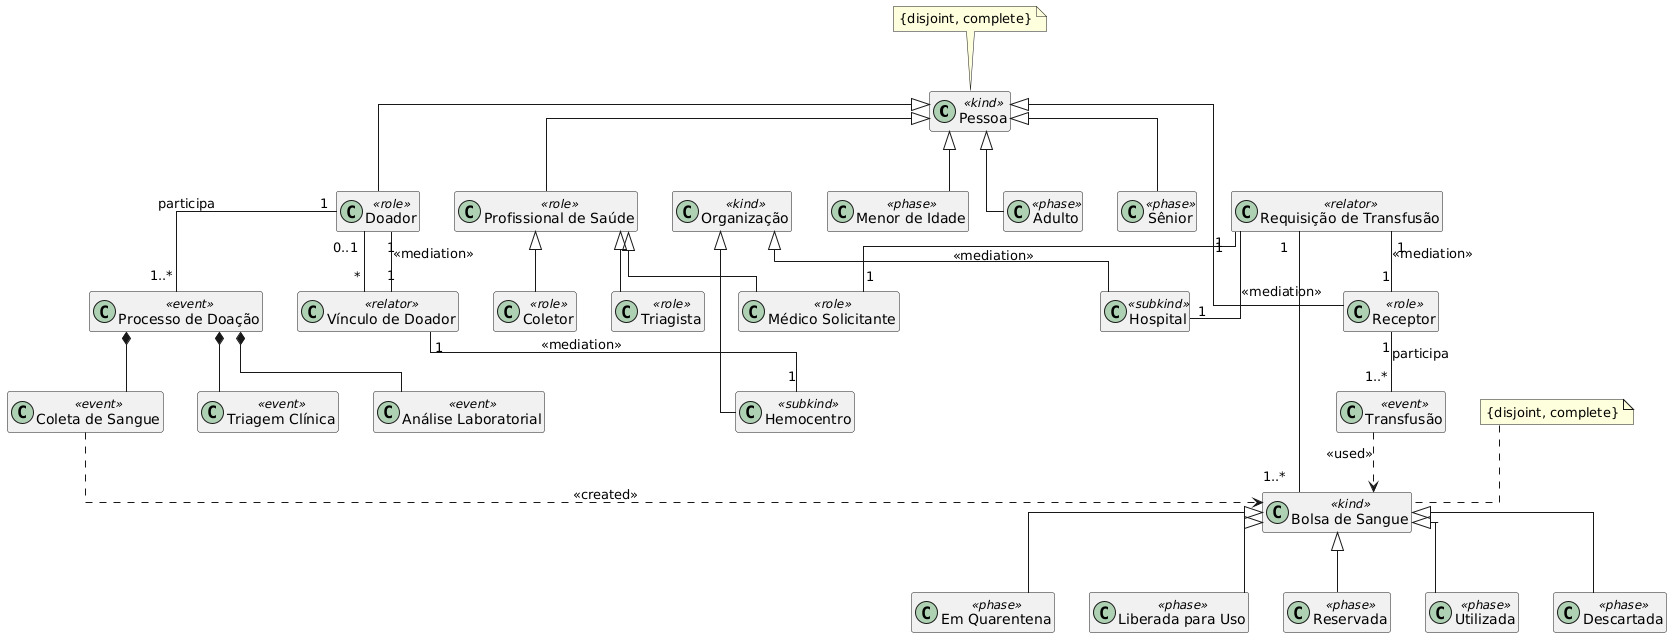 {disjoint, complete}
«kind»
Pessoa
«role»
Doador
«role»
Profissional de Saúde
«kind»
Organização
«phase»
Menor de Idade
«phase»
Adulto
«phase»
Sênior
«relator»
Requisição de Transfusão
participa
1
1..*
0..1
*
1
«mediation»
1
1
1
«mediation»
1
1
«mediation»
1
«mediation»
1
1
1
«event»
Processo de Doação
«relator»
Vínculo de Doador
«role»
Coletor
«role»
Triagista
«role»
Médico Solicitante
«subkind»
Hospital
«role»
Receptor
1
«mediation»
1
1
participa
1..*
«event»
Coleta de Sangue
«event»
Triagem Clínica
«event»
Análise Laboratorial
«subkind»
Hemocentro
«event»
Transfusão
{disjoint, complete}
«used»
1..*
«created»
«kind»
Bolsa de Sangue
«phase»
Em Quarentena
«phase»
Liberada para Uso
«phase»
Reservada
«phase»
Utilizada
«phase»
Descartada